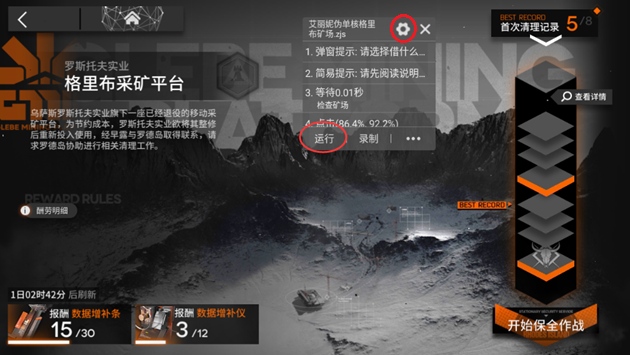 艾丽妮伪单核格里
布矿场.zjs
1. 弹窗提示: 请选择借什么...
2. 简易提示: 请先阅读说明...
3. 等待0.01秒
检查矿场
4. 点击(86.4%, 92.2%)
运行 | 录制 | •••
BEST RECORD
首次清理记录 5/8
查看详情
罗斯托夫实业
格里布采矿平台
乌萨斯罗斯托夫实业旗下一座已经退役的移动采
矿平台，为节约成本，罗斯托夫实业欲将其整修
后重新投入使用，经早露与罗德岛取得联系，请
求罗德岛协助进行相关清理工作。
REWARD RULES
酬劳明细
BEST RECORD
1日02时42分 后刷新
报酬 数据增补条
15/30
报酬 数据增补仪
3/12
开始保全作战